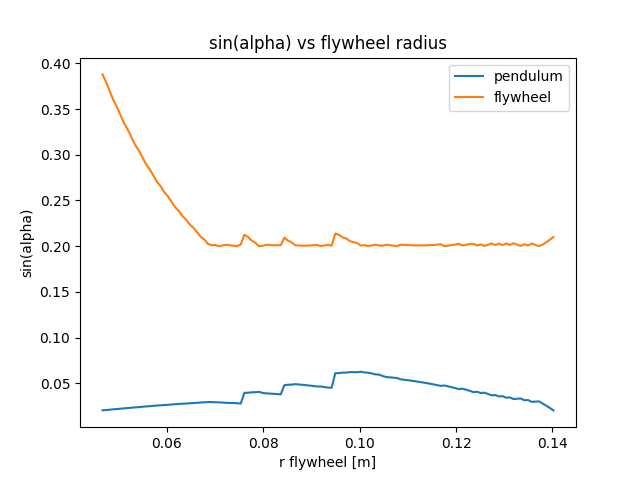 sin(alpha) vs flywheel radius
pendulum
flywheel
sin(alpha)
0.40
0.35
0.30
0.25
0.20
0.15
0.10
0.05
0.06
0.08
0.10
0.12
0.14
r flywheel [m]